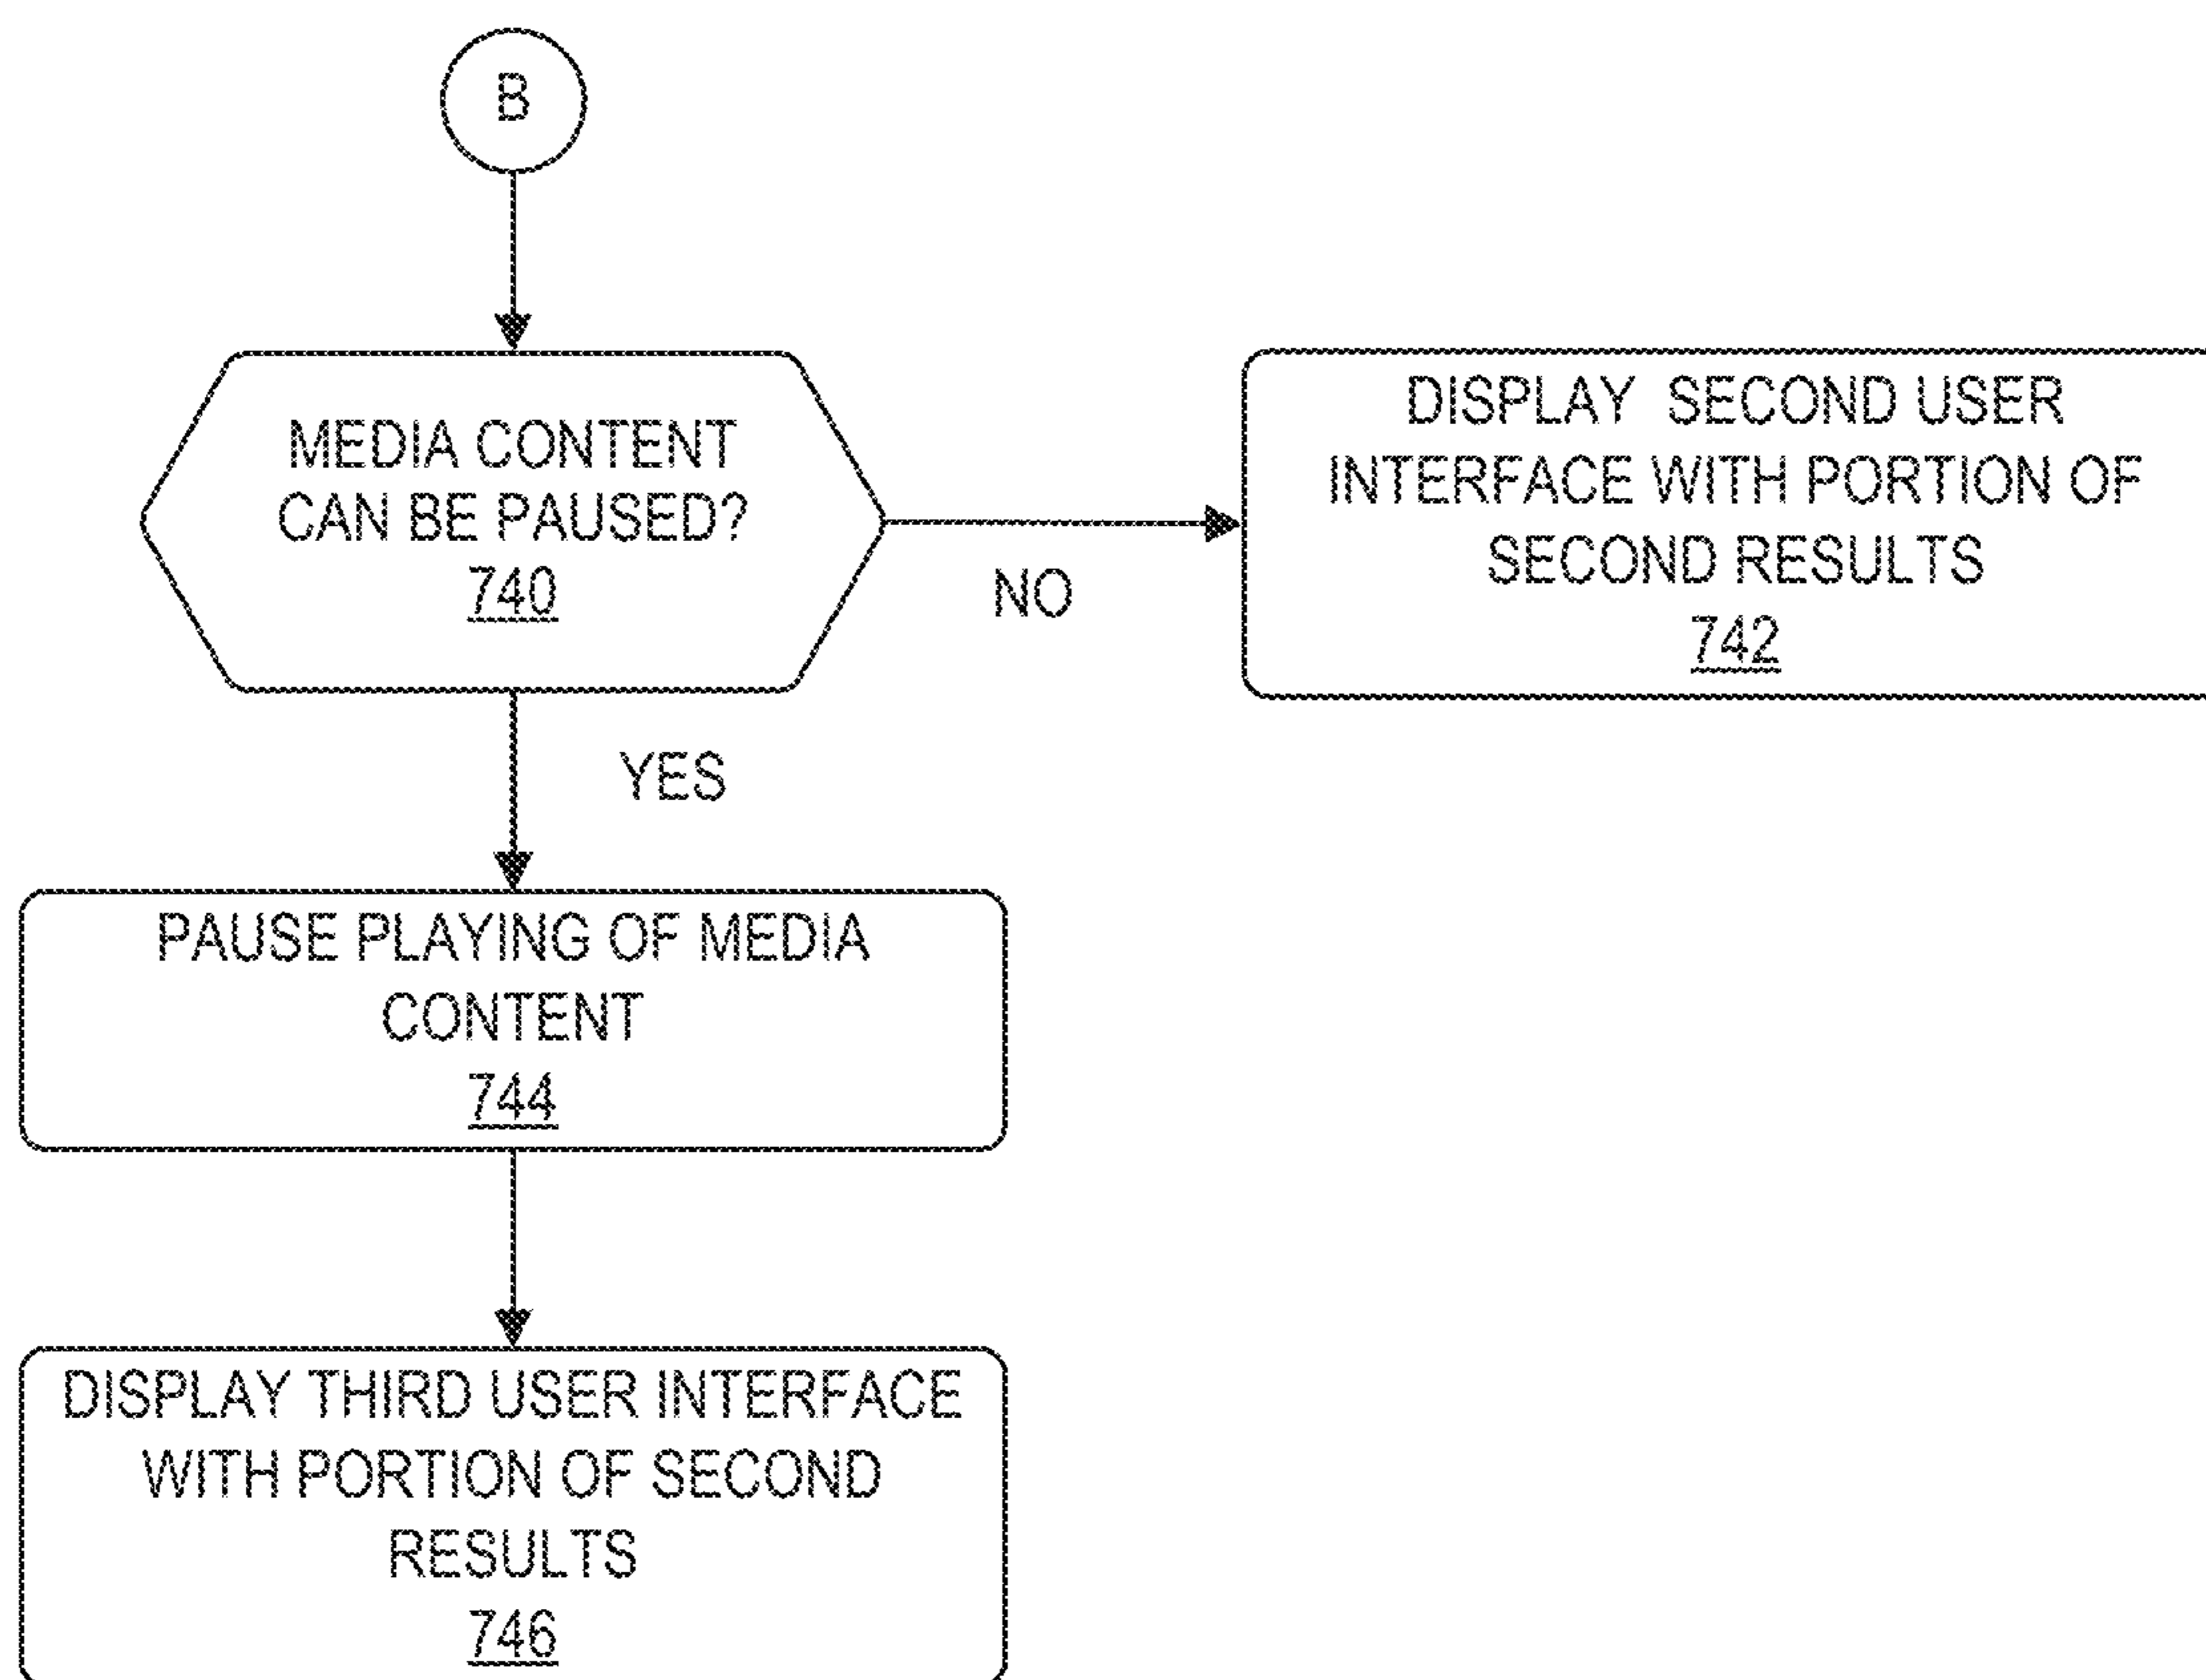 B
MEDIA CONTENT
CAN BE PAUSED?
740
NO
DISPLAY SECOND USER
INTERFACE WITH PORTION OF
SECOND RESULTS
742
YES
PAUSE PLAYING OF MEDIA
CONTENT
744
DISPLAY THIRD USER INTERFACE
WITH PORTION OF SECOND
RESULTS
746